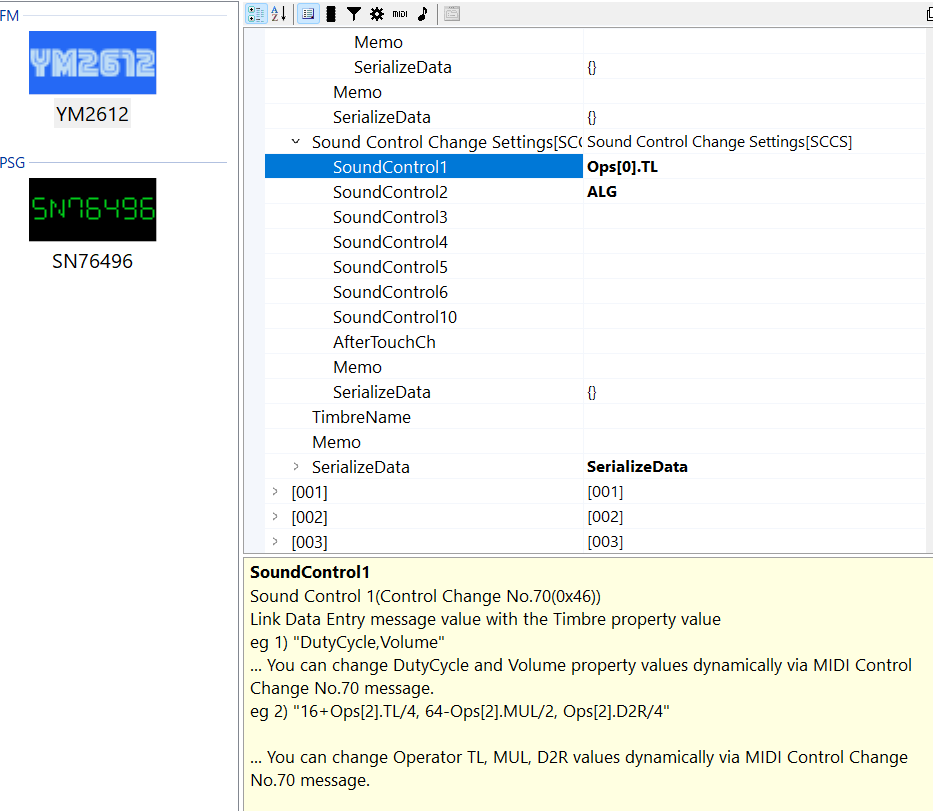 FM
YM2612
YM2612
PSG
SN76496
SN76496
A
Z
MIDI
Memo
SerializeData {}
Memo
SerializeData {}
Sound Control Change Settings[SCC Sound Control Change Settings[SCCS]
SoundControl1 Ops[0].TL
SoundControl2 ALG
SoundControl3
SoundControl4
SoundControl5
SoundControl6
SoundControl10
AfterTouchCh
Memo
SerializeData {}
TimbreName
Memo
SerializeData SerializeData
[001] [001]
[002] [002]
[003] [003]
SoundControl1
Sound Control 1(Control Change No.70(0x46))
Link Data Entry message value with the Timbre property value
eg 1) "DutyCycle,Volume"
... You can change DutyCycle and Volume property values dynamically via MIDI Control
Change No.70 message.
eg 2) "16+Ops[2].TL/4, 64-Ops[2].MUL/2, Ops[2].D2R/4"
... You can change Operator TL, MUL, D2R values dynamically via MIDI Control Change
No.70 message.